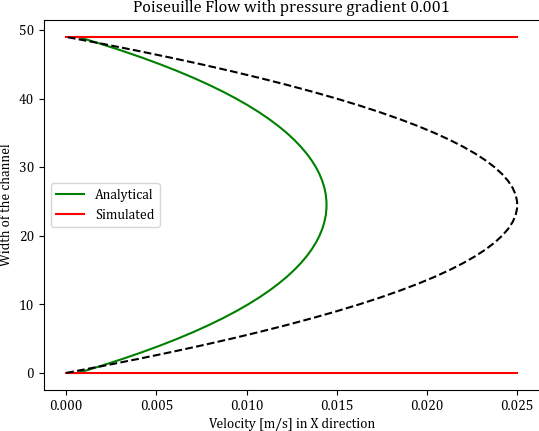 Poiseuille Flow with pressure gradient 0.001
Width of the channel
50
40
30
20
10
0
Analytical
Simulated
0.000 0.005 0.010 0.015 0.020 0.025
Velocity [m/s] in X direction